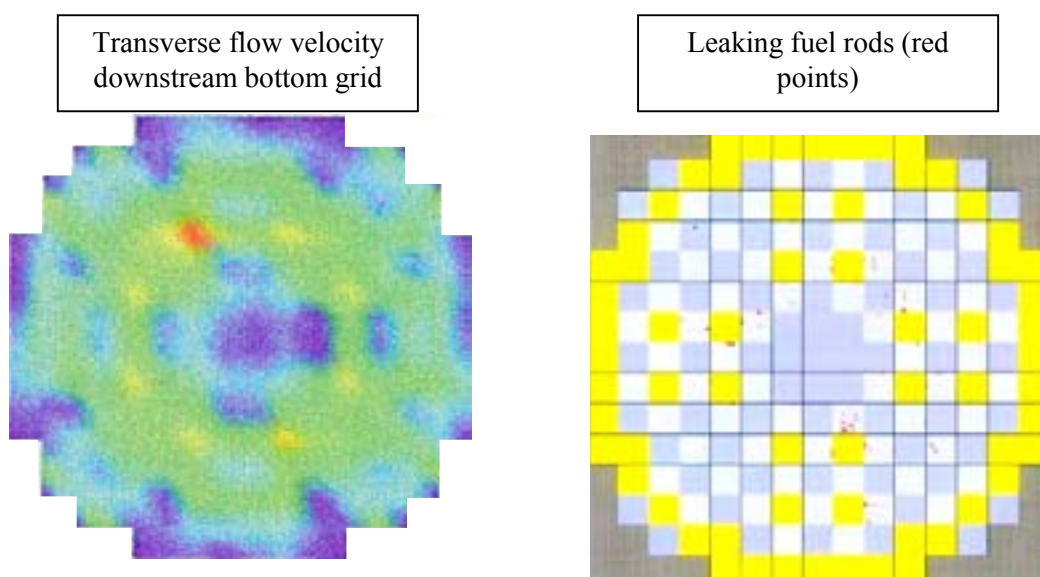 Transverse flow velocity
downstream bottom grid
Leaking fuel rods (red
points)